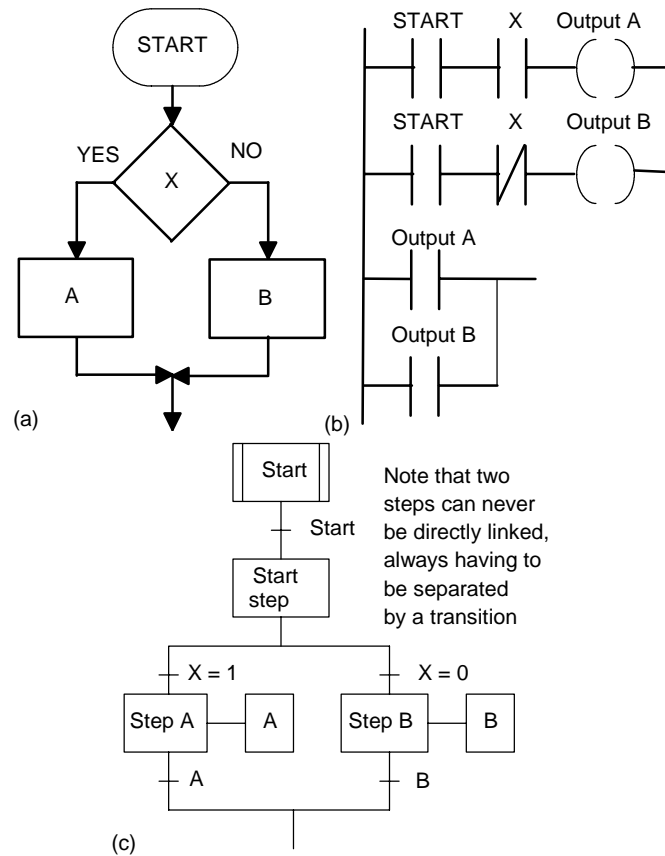 START
YES
NO
X
A
B
(a)
START X Output A
START X Output B
Output A
Output B
(b)
Start
Start
Start
step
Note that two
steps can never
be directly linked,
always having to
be separated
by a transition
X = 1
X = 0
Step A
A
Step B
B
A
B
(c)